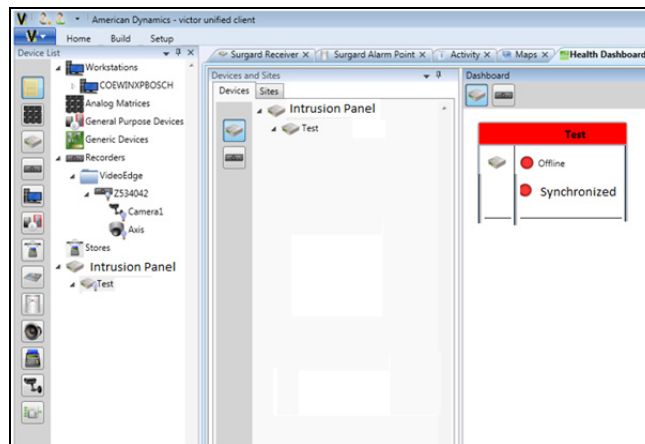 American Dynamics - victor unified client
Home Build Setup
Device List
Workstations
COEWINXPBOSCH
Analog Matrices
General Purpose Devices
Generic Devices
Recorders
VideoEdge
Z534042
Camera1
Axis
Stores
Intrusion Panel
Test
Surgard Receiver X Surgard Alarm Point X Activity X Maps X Health Dashboard
Devices and Sites
Devices Sites
Intrusion Panel
Test
Dashboard
Test
Offline
Synchronized